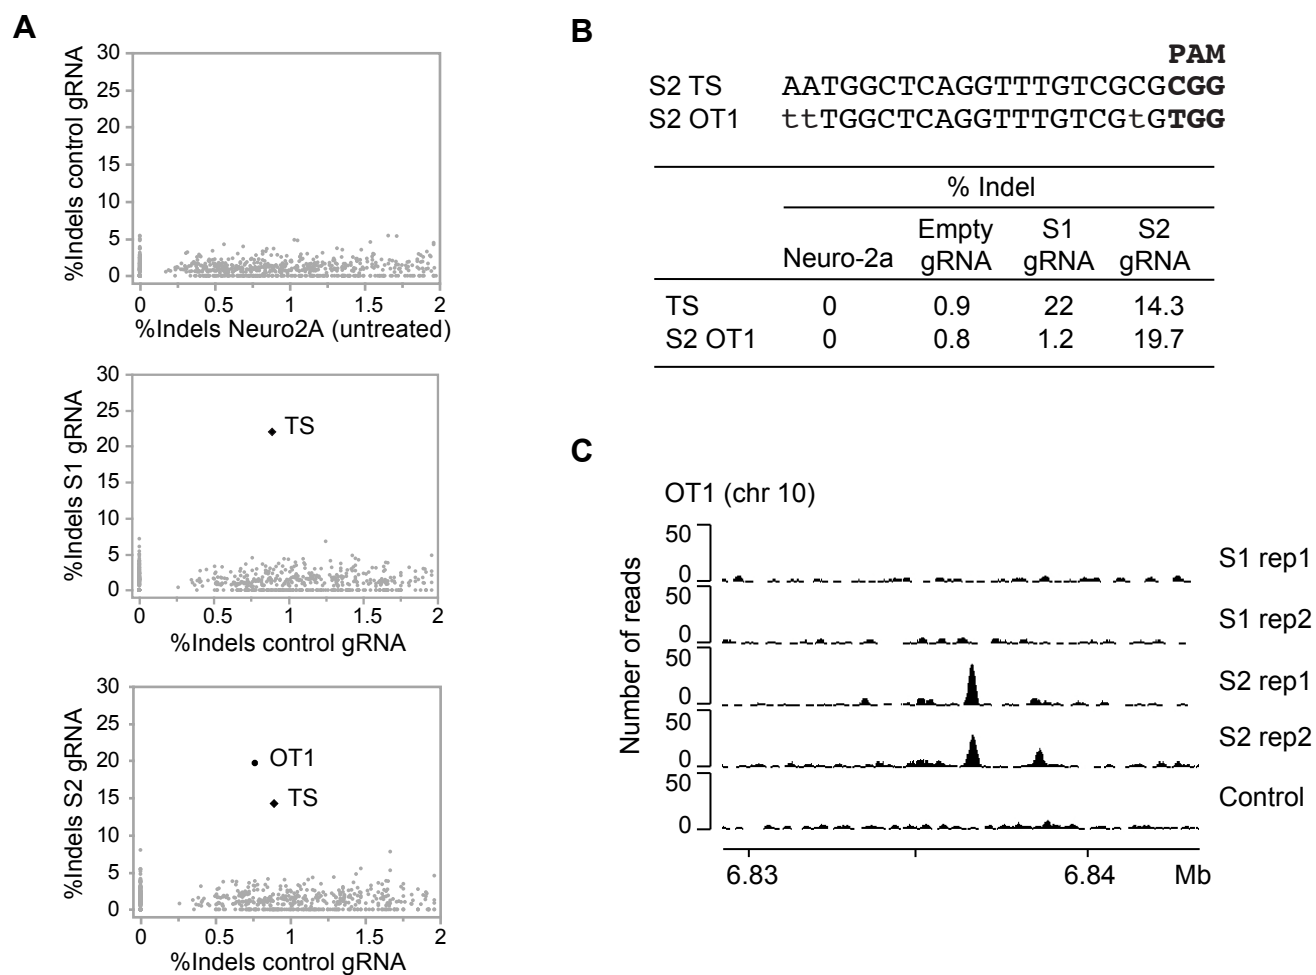 A
30
25
20
15
10
5
0
%Indels control gRNA
0 0.5 1 1.5 2
%Indels Neuro2A (untreated)
30
25
20
15
10
5
0
%Indels S1 gRNA
TS
0 0.5 1 1.5 2
%Indels control gRNA
30
25
20
15
10
5
0
%Indels S2 gRNA
OT1
TS
0 0.5 1 1.5 2
%Indels control gRNA
B
PAM
S2 TS AATGGCTCAGGTTTGTCGCGCGG
S2 OT1 ttTGGCTCAGGTTTGTCGtGTGG
% Indel
Neuro-2a Empty gRNA S1 gRNA S2 gRNA
TS 0 0.9 22 14.3
S2 OT1 0 0.8 1.2 19.7
C
OT1 (chr 10)
Number of reads
50
0
S1 rep1
50
0
S1 rep2
50
0
S2 rep1
50
0
S2 rep2
50
0
Control
6.83 6.84 Mb